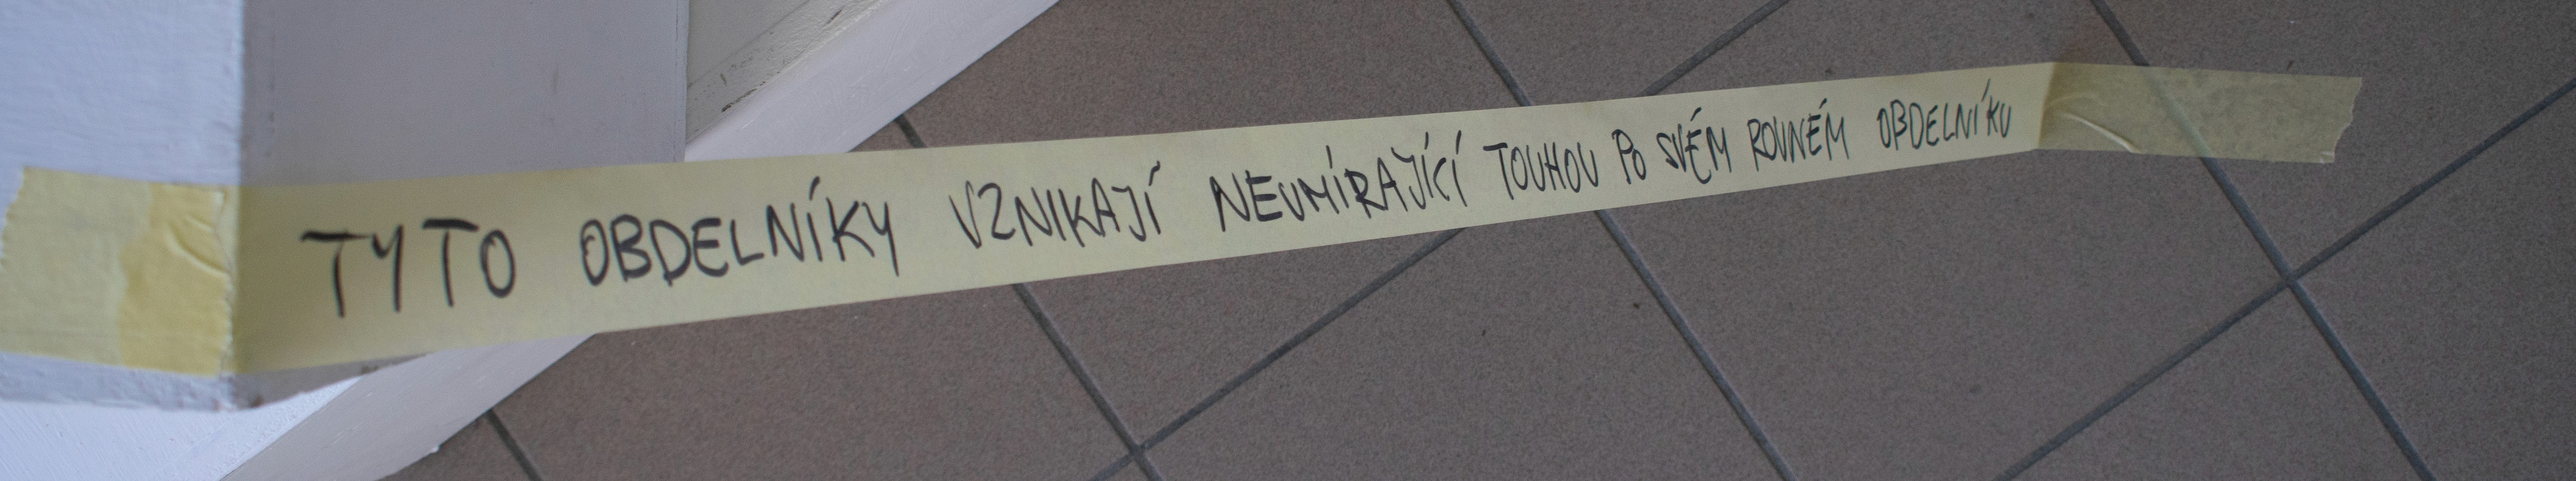 TYTO OBDELNÍKY VZNIKAJÍ NEUMÍRAJÍCÍ TOUHOU PO SVÉM ROVNÉM OBDELNÍKU